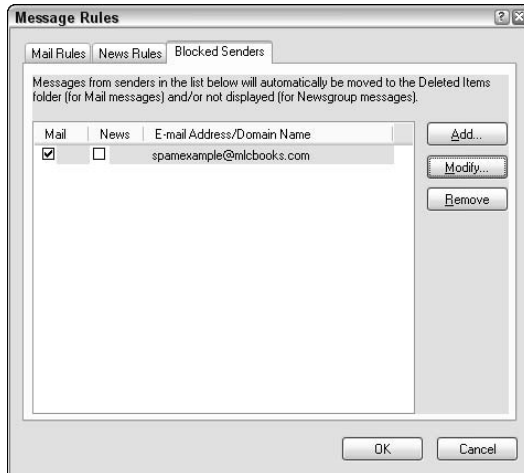 Message Rules
Mail Rules News Rules Blocked Senders
Messages from senders in the list below will automatically be moved to the Deleted Items
folder (for Mail messages) and/or not displayed (for Newsgroup messages).
Mail News E-mail Address/Domain Name
spamexample@mlcbooks.com
Add...
Modify...
Remove
OK Cancel